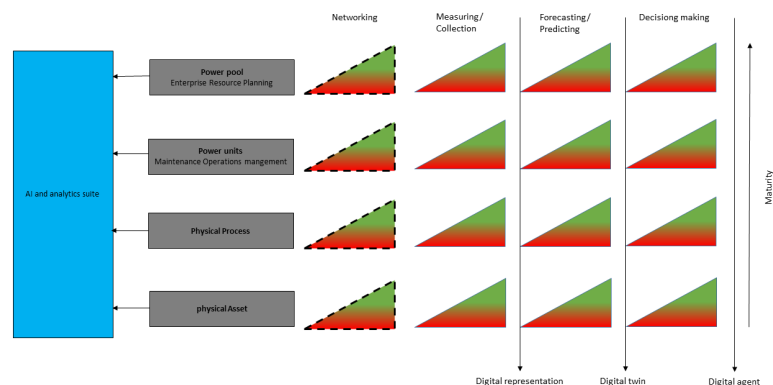 Networking
Measuring/
Collection
Forecasting/
Predicting
Decisiong making
Power pool
Enterprise Resource Planning
Power units
Maintenance Operations mangement
AI and analytics suite
Physical Process
physical Asset
Maturity
Digital representation
Digital twin
Digital agent